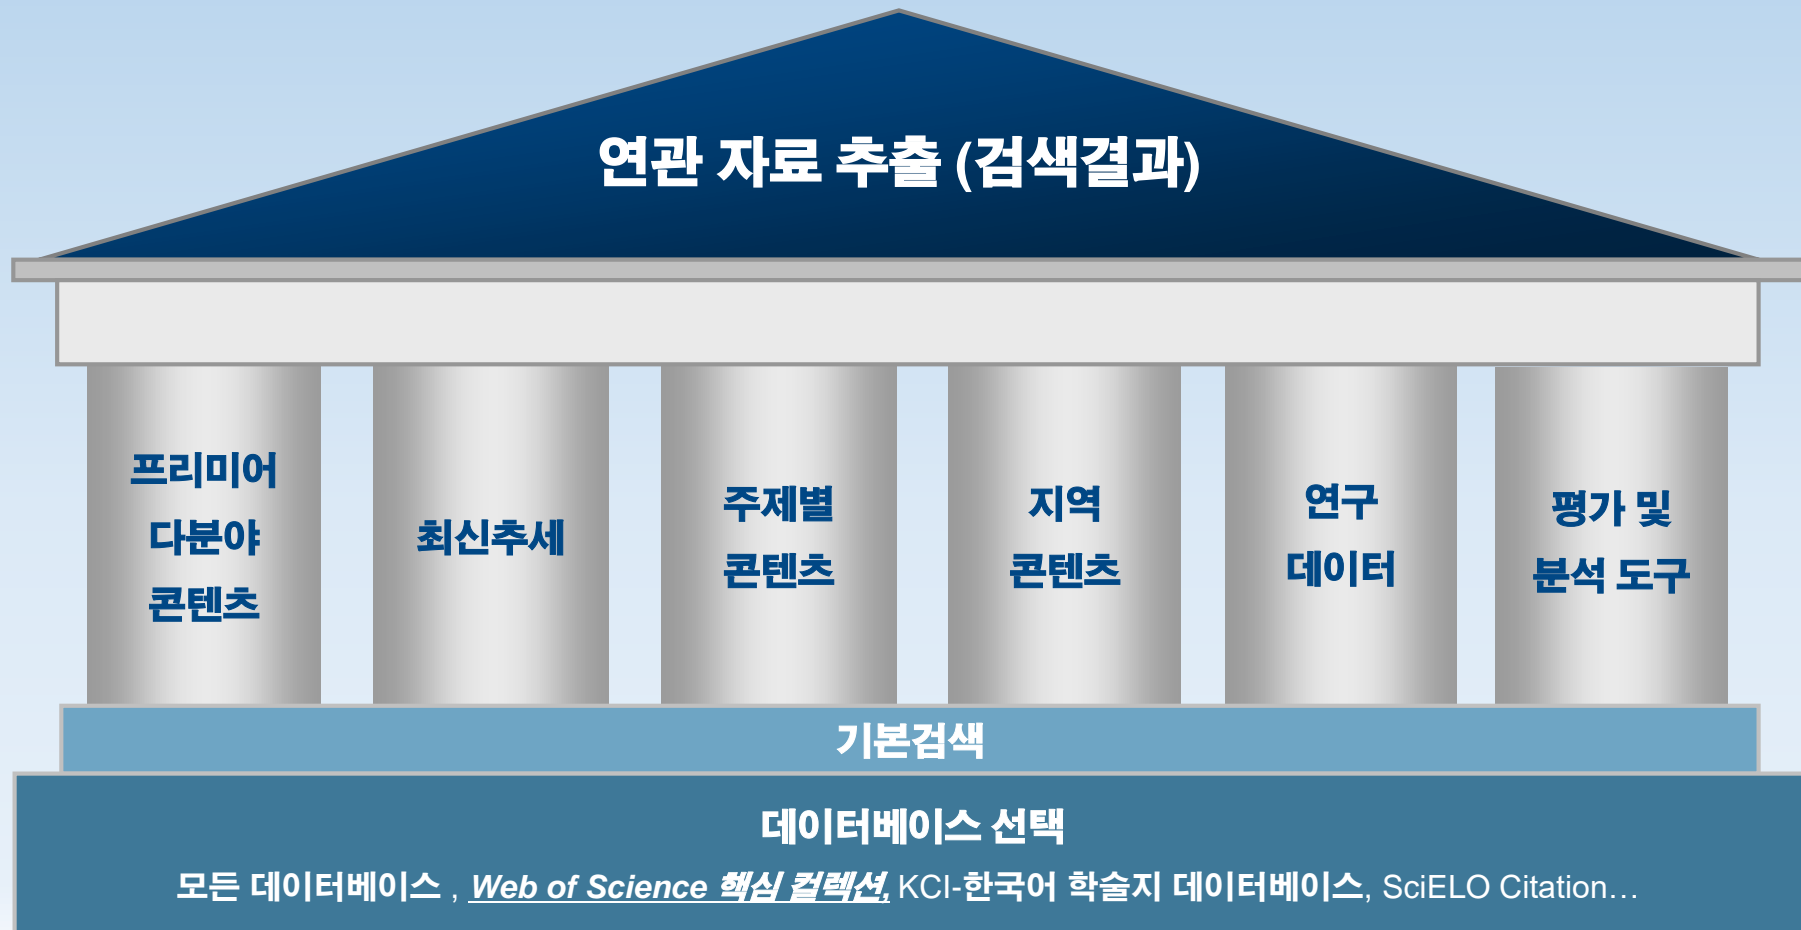 연관 자료 추출 (검색결과)
프리미어
다분야
콘텐츠
최신추세
주제별
콘텐츠
지역
콘텐츠
연구
데이터
평가 및
분석 도구
기본검색
데이터베이스 선택
모든 데이터베이스 , Web of Science 핵심 컬렉션, KCI-한국어 학술지 데이터베이스, SciELO Citation…